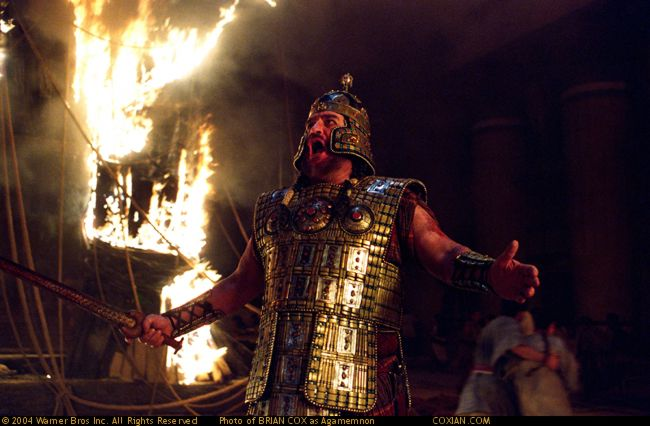 © 2004 Warner Bros Inc. All Rights Reserved Photo of BRIAN COX as Agamemnon COXIAN.COM